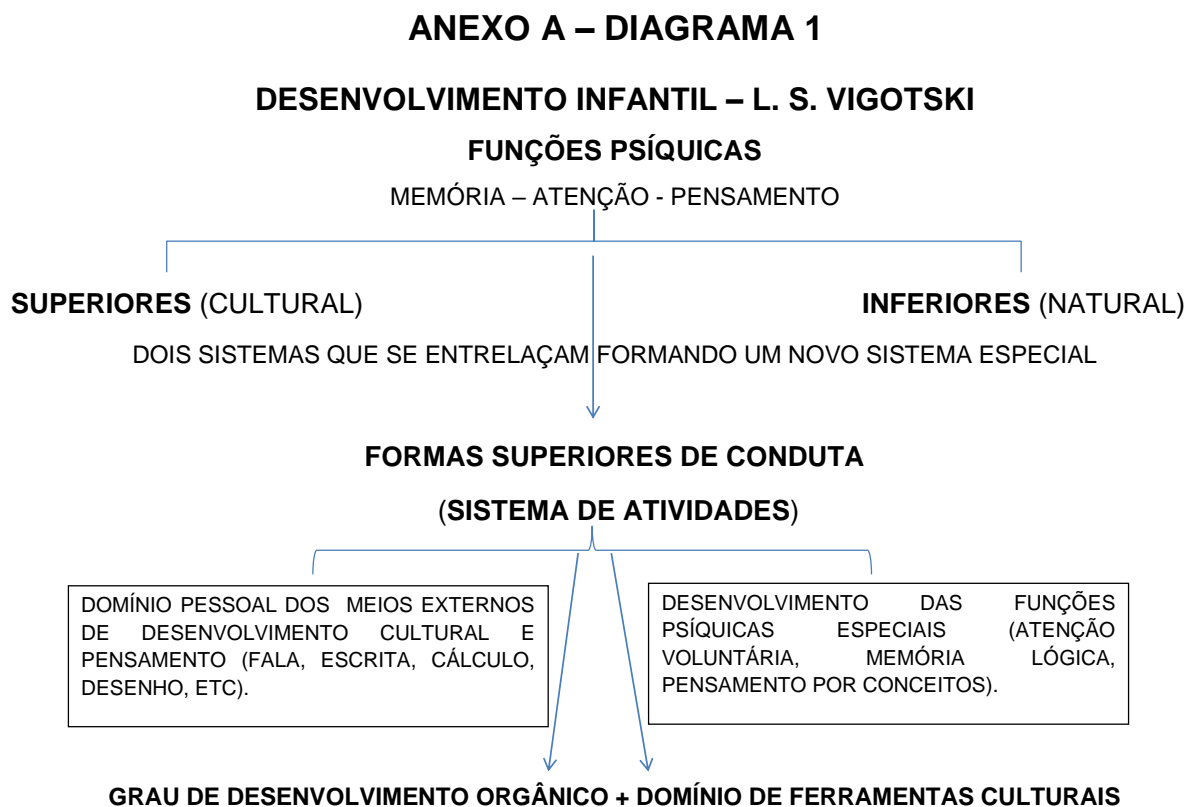 ANEXO A – DIAGRAMA 1
DESENVOLVIMENTO INFANTIL – L. S. VIGOTSKI
FUNÇÕES PSÍQUICAS
MEMÓRIA – ATENÇÃO - PENSAMENTO
SUPERIORES (CULTURAL)
INFERIORES (NATURAL)
DOIS SISTEMAS QUE SE ENTRELAÇAM FORMANDO UM NOVO SISTEMA ESPECIAL
FORMAS SUPERIORES DE CONDUTA
(SISTEMA DE ATIVIDADES)
DOMÍNIO PESSOAL DOS MEIOS EXTERNOS
DE DESENVOLVIMENTO CULTURAL E
PENSAMENTO (FALA, ESCRITA, CÁLCULO,
DESENHO, ETC).
DESENVOLVIMENTO DAS FUNÇÕES
PSÍQUICAS ESPECIAIS (ATENÇÃO
VOLUNTÁRIA, MEMÓRIA LÓGICA,
PENSAMENTO POR CONCEITOS).
GRAU DE DESENVOLVIMENTO ORGÂNICO + DOMÍNIO DE FERRAMENTAS CULTURAIS